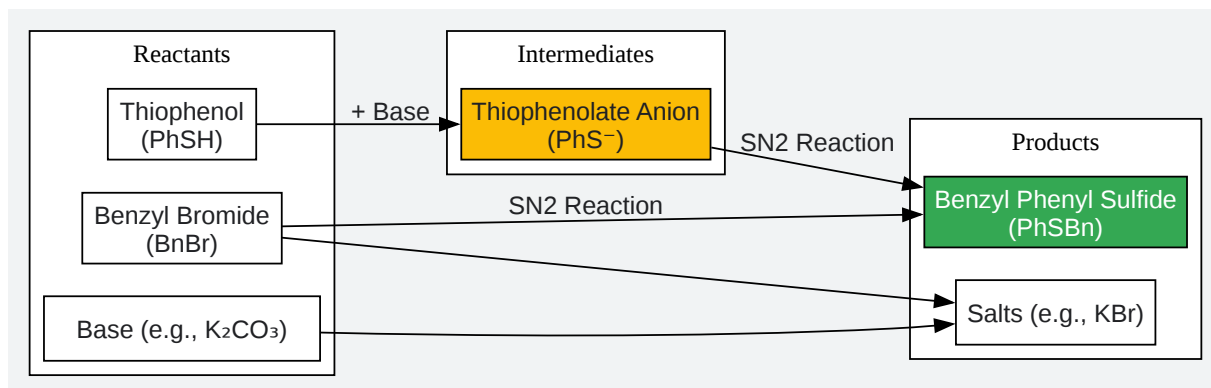 Reactants
Thiophenol
(PhSH)
Benzyl Bromide
(BnBr)
Base (e.g., K₂CO₃)
+ Base
Intermediates
Thiophenolate Anion
(PhS⁻)
SN2 Reaction
SN2 Reaction
Products
Benzyl Phenyl Sulfide
(PhSBn)
Salts (e.g., KBr)